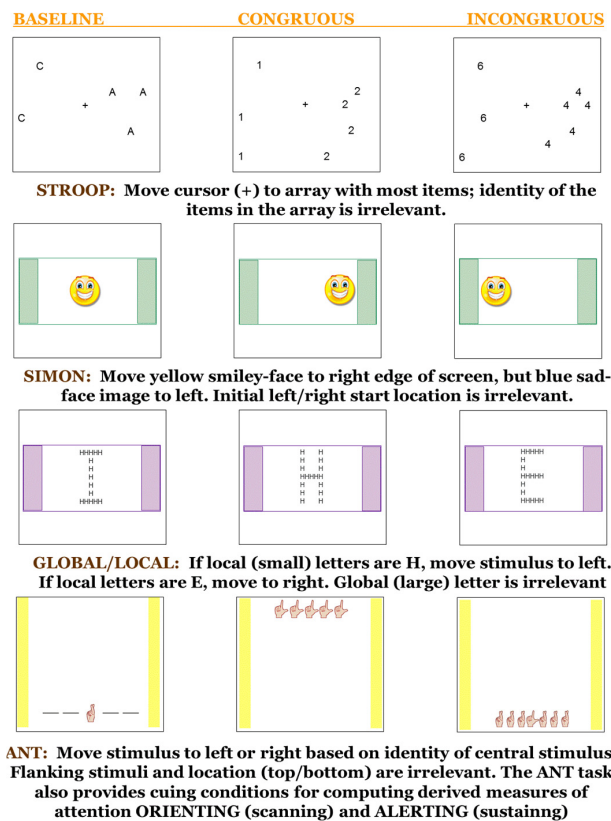 BASELINE CONGRUOUS INCONGRUOUS
C
A A
+
C
A
1
2
+ 2
1
2
1 2
6
4
+ 4 4
6
4
4
6
STROOP: Move cursor (+) to array with most items; identity of the
items in the array is irrelevant.
SIMON: Move yellow smiley-face to right edge of screen, but blue sad-
face image to left. Initial left/right start location is irrelevant.
HHHHH
H
H
H
H
H
HHHHH
H H
H H
H H
HHHHH
H H
H H
H H
HHHHH
H
H
HHHHH
H
H
HHHHH
GLOBAL/LOCAL: If local (small) letters are H, move stimulus to left.
If local letters are E, move to right. Global (large) letter is irrelevant
ANT: Move stimulus to left or right based on identity of central stimulus
Flanking stimuli and location (top/bottom) are irrelevant. The ANT task
also provides cuing conditions for computing derived measures of
attention ORIENTING (scanning) and ALERTING (sustainng)